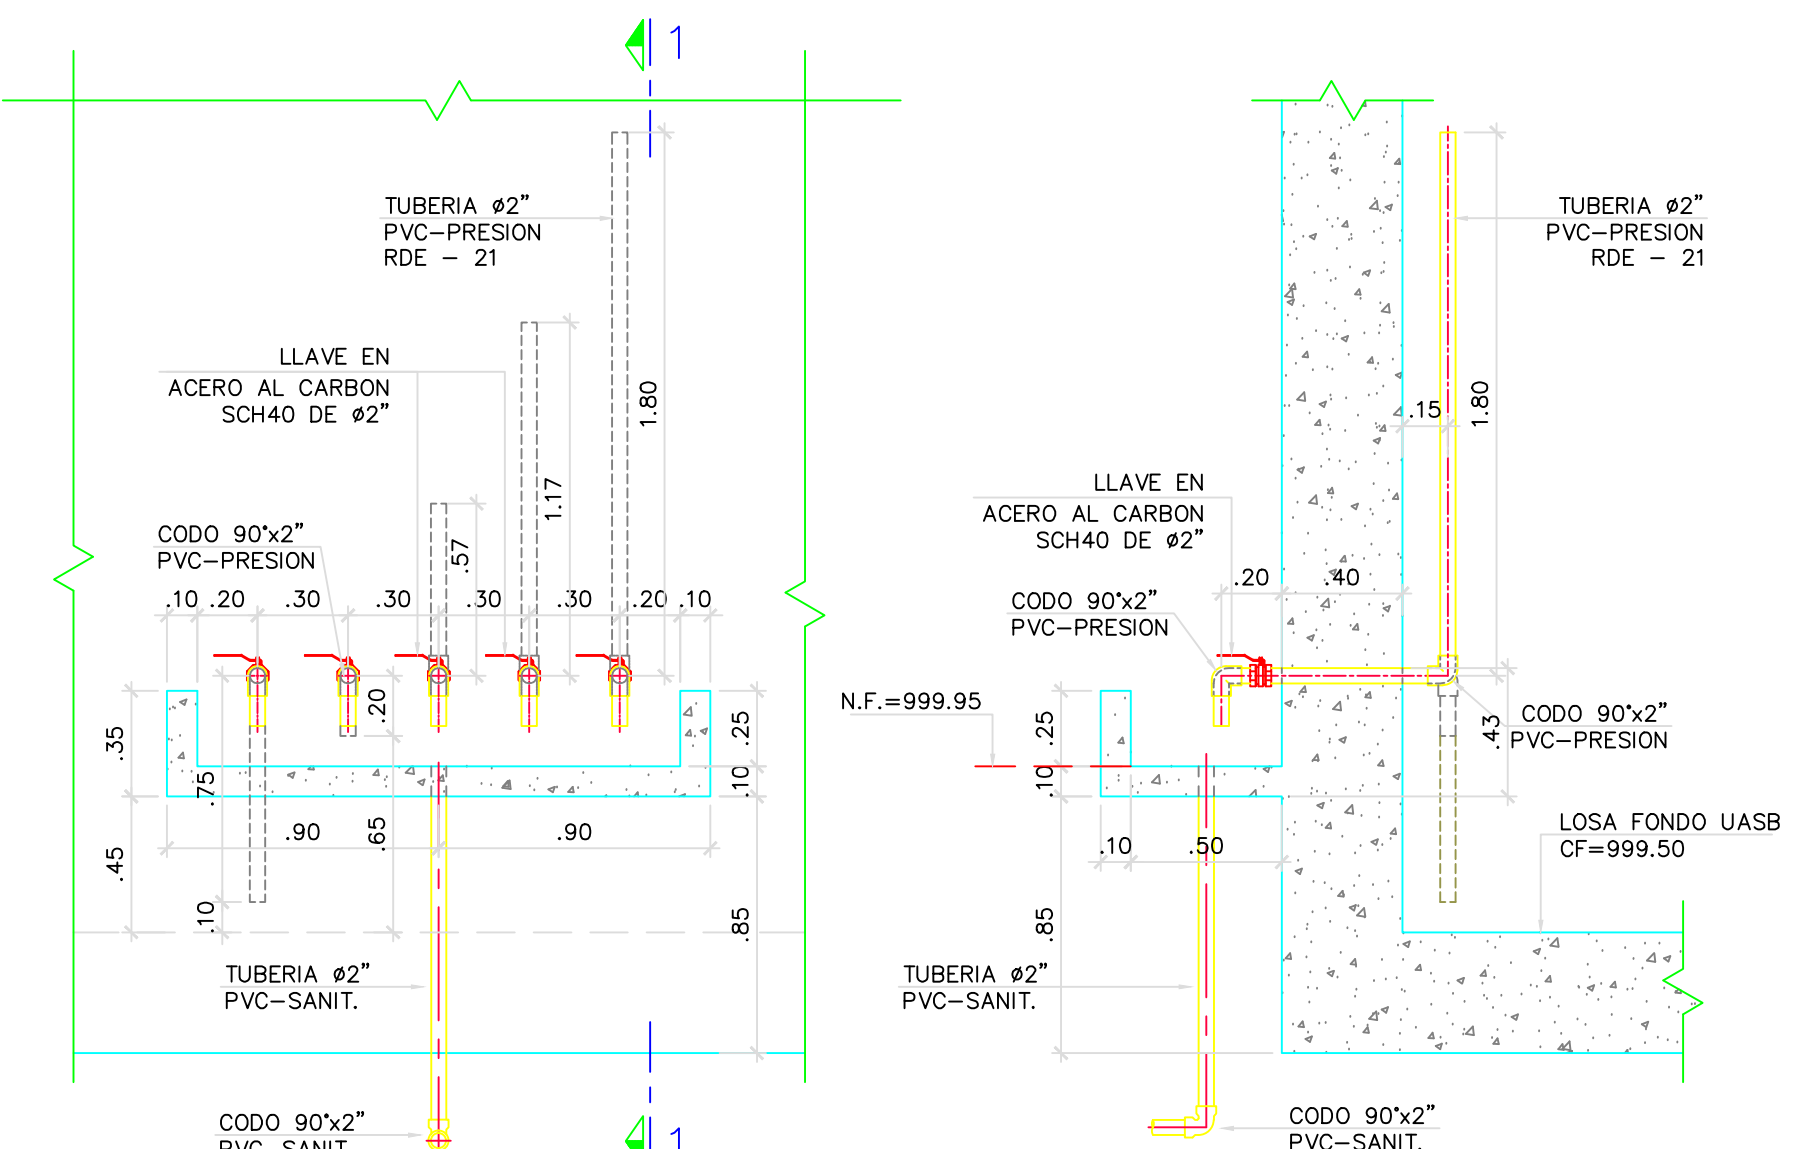 1
TUBERIA ø2"
PVC-PRESION
RDE - 21
LLAVE EN
ACERO AL CARBON
SCH40 DE ø2"
1.80
1.17
.57
CODO 90°x2"
PVC-PRESION
.10 .20 .30 .30 .30 .30 .20 .10
.20
.35
.75
.25
.10
.90
.65
.90
.45
.10
.85
TUBERIA ø2"
PVC-SANIT.
CODO 90°x2"
PVC-SANIT.
1
TUBERIA ø2"
PVC-PRESION
RDE - 21
1.80
.15
LLAVE EN
ACERO AL CARBON
SCH40 DE ø2"
.20 .40
CODO 90°x2"
PVC-PRESION
N.F.=999.95
.25
.10
.43
CODO 90°x2"
PVC-PRESION
.10 .50
LOSA FONDO UASB
CF=999.50
.85
TUBERIA ø2"
PVC-SANIT.
CODO 90°x2"
PVC-SANIT.